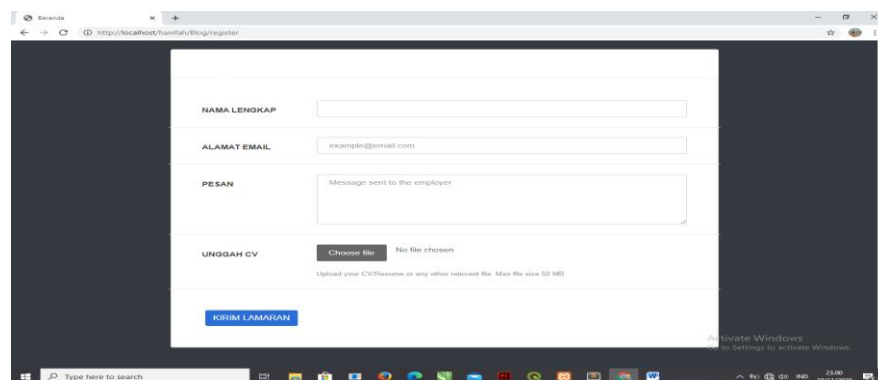 Beranda
http://localhost/hanifah/Blog/register
NAMA LENGKAP
ALAMAT EMAIL
example@email.com
PESAN
Message sent to the employer
UNGGAH CV
Choose file
No file chosen
Upload your CV/Resume or any other relevant file. Max file size 50 MB
KIRIM LAMARAN
Activate Windows
to Settings to activate Windows.
Type here to search
IND
23.00